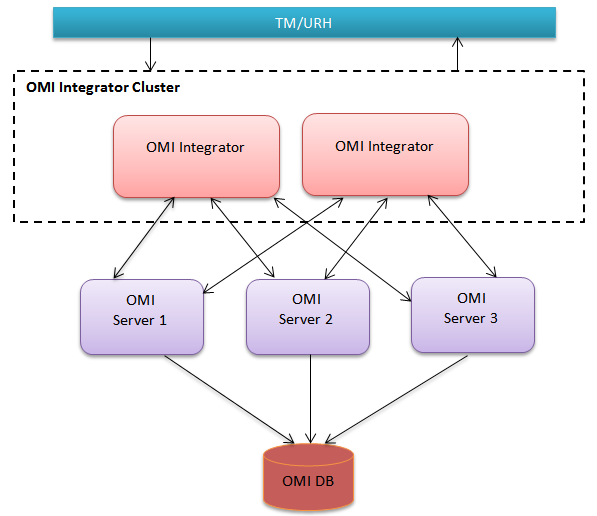 TM/URH
OMI Integrator Cluster
OMI Integrator
OMI Integrator
OMI
Server 1
OMI
Server 2
OMI
Server 3
OMI DB